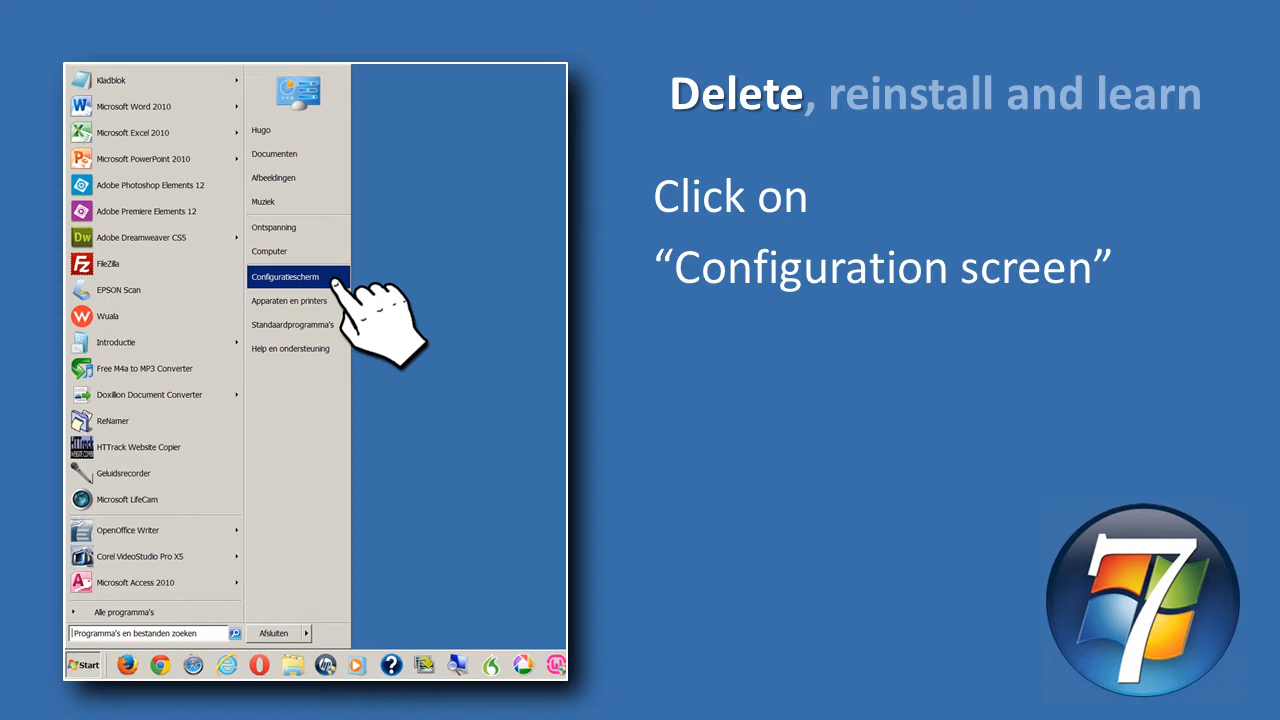 Delete, reinstall and learn
Click on
“Configuration screen”
Kladblok
Microsoft Word 2010
Microsoft Excel 2010
Microsoft PowerPoint 2010
Adobe Photoshop Elements 12
Adobe Premiere Elements 12
Adobe Dreamweaver CS5
FileZilla
EPSON Scan
Wuala
Introductie
Free M4a to MP3 Converter
Doxillion Document Converter
ReNamer
HTTrack Website Copier
Geluidsrecorder
Microsoft LifeCam
OpenOffice Writer
Corel VideoStudio Pro X5
Microsoft Access 2010
Alle programma's
Programma's en bestanden zoeken
Hugo
Documenten
Afbeeldingen
Muziek
Ontspanning
Computer
Configuratiescherm
Apparaten en printers
Standaardprogramma's
Help en ondersteuning
Afsluiten
Start
7